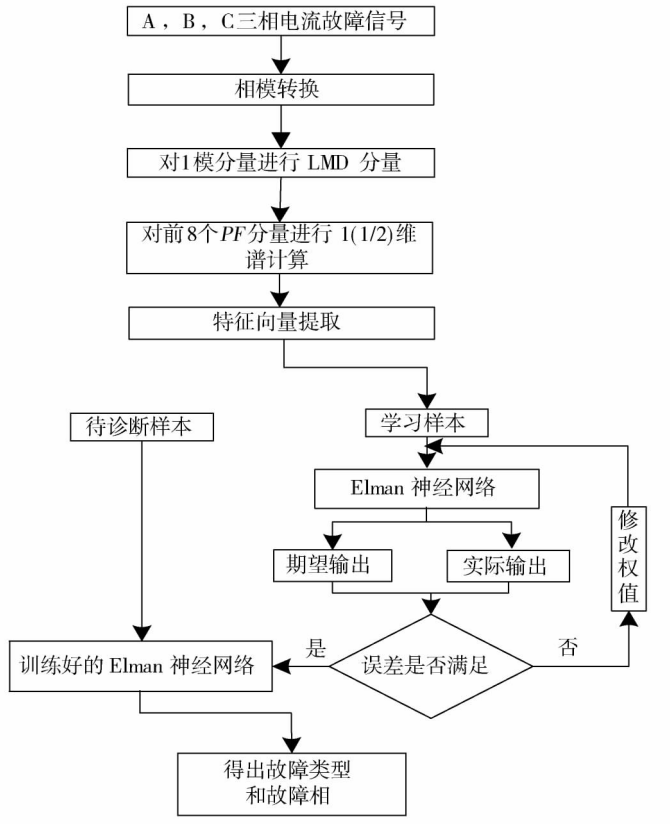 A，B，C三相电流故障信号
相模转换
对1模分量进行 LMD 分量
对前8个PF分量进行 1(1/2)维
谱计算
特征向量提取
待诊断样本
学习样本
Elman 神经网络
修改权值
期望输出
实际输出
训练好的 Elman 神经网络
是
误差是否满足
否
得出故障类型
和故障相